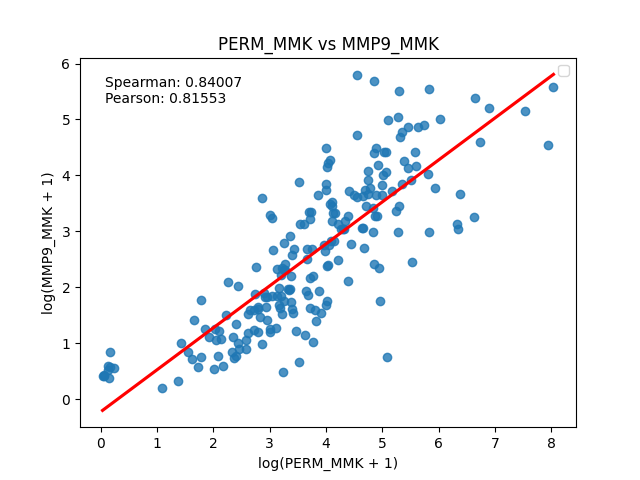 PERM_MMK vs MMP9_MMK
Spearman: 0.84007
Pearson: 0.81553
6
5
4
3
2
1
0
log(MMP9_MMK + 1)
0 1 2 3 4 5 6 7 8
log(PERM_MMK + 1)